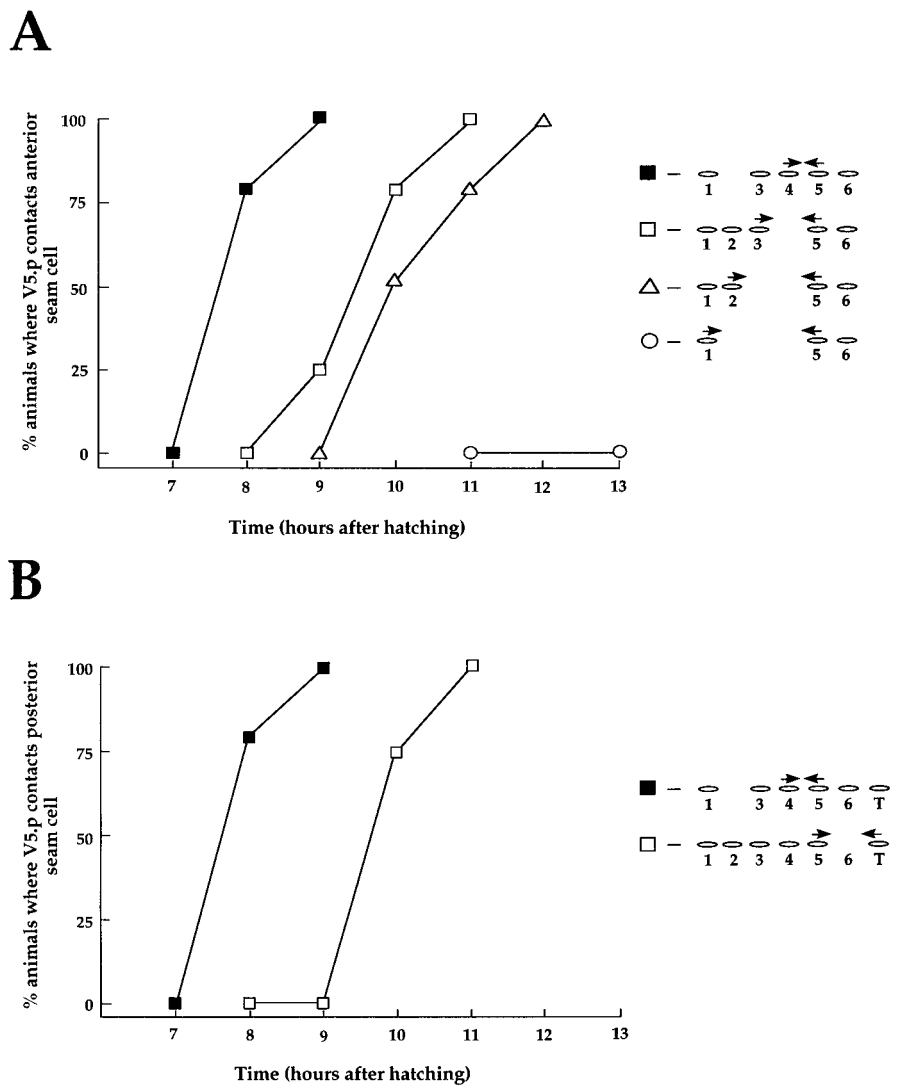 A
% animals where V5.p contacts anterior
seam cell
100
75
50
25
0
7 8 9 10 11 12 13
Time (hours after hatching)
1 3 4 5 6
1 2 3 5 6
1 2 5 6
1 5 6
B
% animals where V5.p contacts posterior
seam cell
100
75
50
25
0
7 8 9 10 11 12 13
Time (hours after hatching)
1 3 4 5 6 T
1 2 3 4 5 6 T